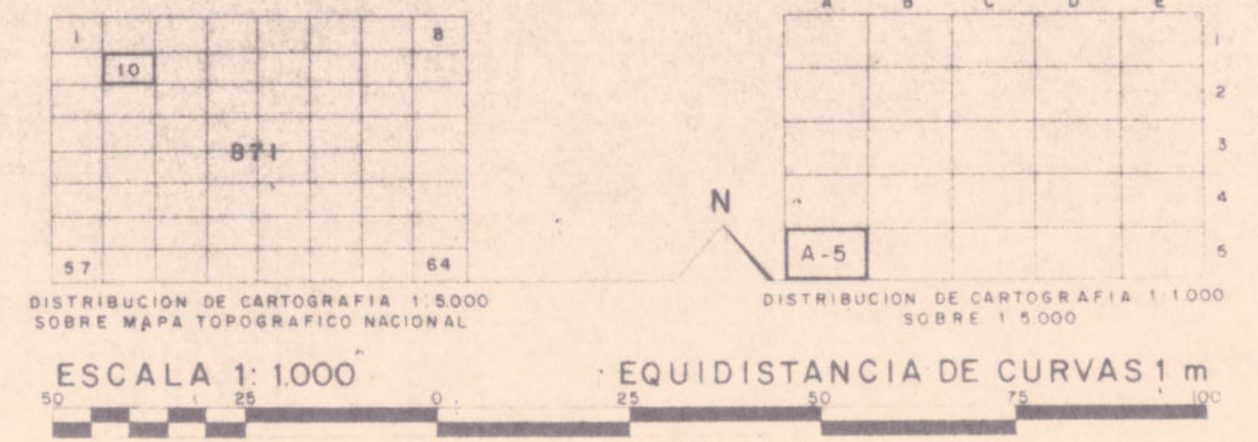 A B C D E
1 8
10
871
57 64
DISTRIBUCION DE CARTOGRAFIA 1:5.000
SOBRE MAPA TOPOGRAFICO NACIONAL
N
1
2
3
4
5
A-5
DISTRIBUCION DE CARTOGRAFIA 1:1.000
SOBRE 1:5.000
ESCALA 1:1.000
EQUIDISTANCIA DE CURVAS 1 m
50 25 0 25 50 75 100